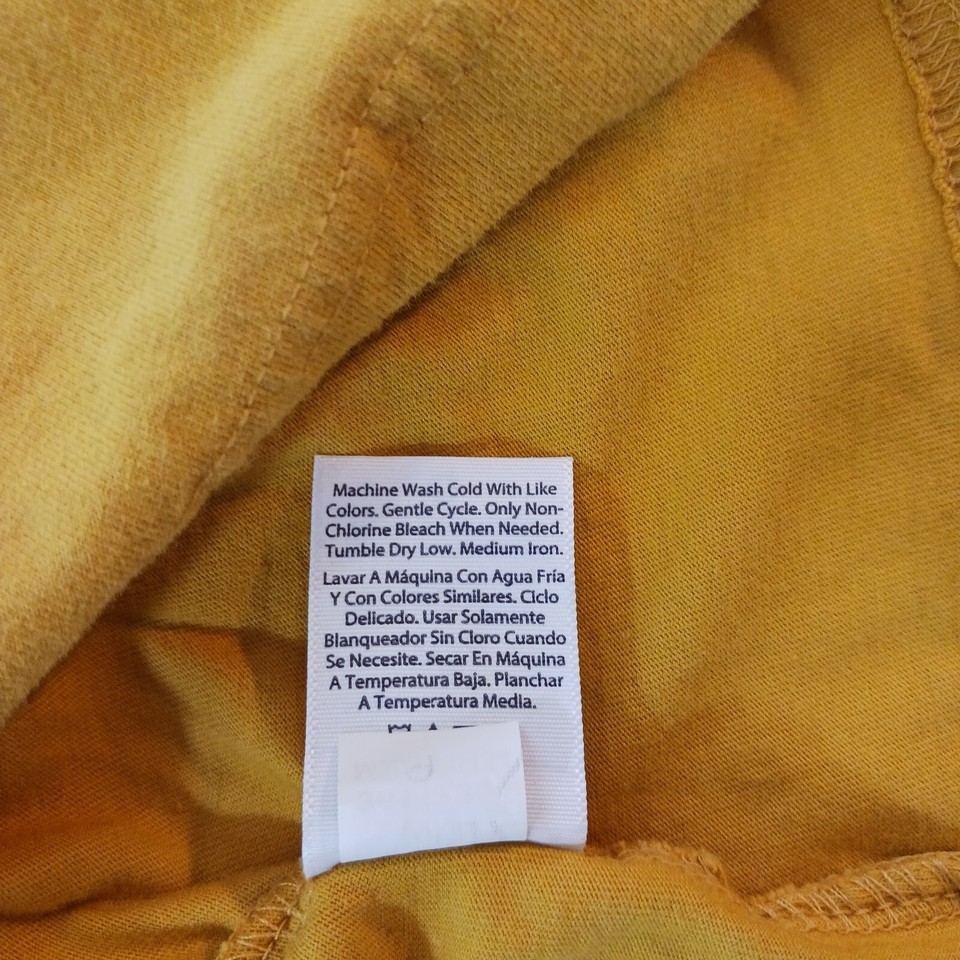 Machine Wash Cold With Like
Colors. Gentle Cycle. Only Non-
Chlorine Bleach When Needed.
Tumble Dry Low. Medium Iron.
Lavar A Máquina Con Agua Fría
Y Con Colores Similares. Ciclo
Delicado. Usar Solamente
Blanqueador Sin Cloro Cuando
Se Necesite. Secar En Máquina
A Temperatura Baja. Planchar
A Temperatura Media.